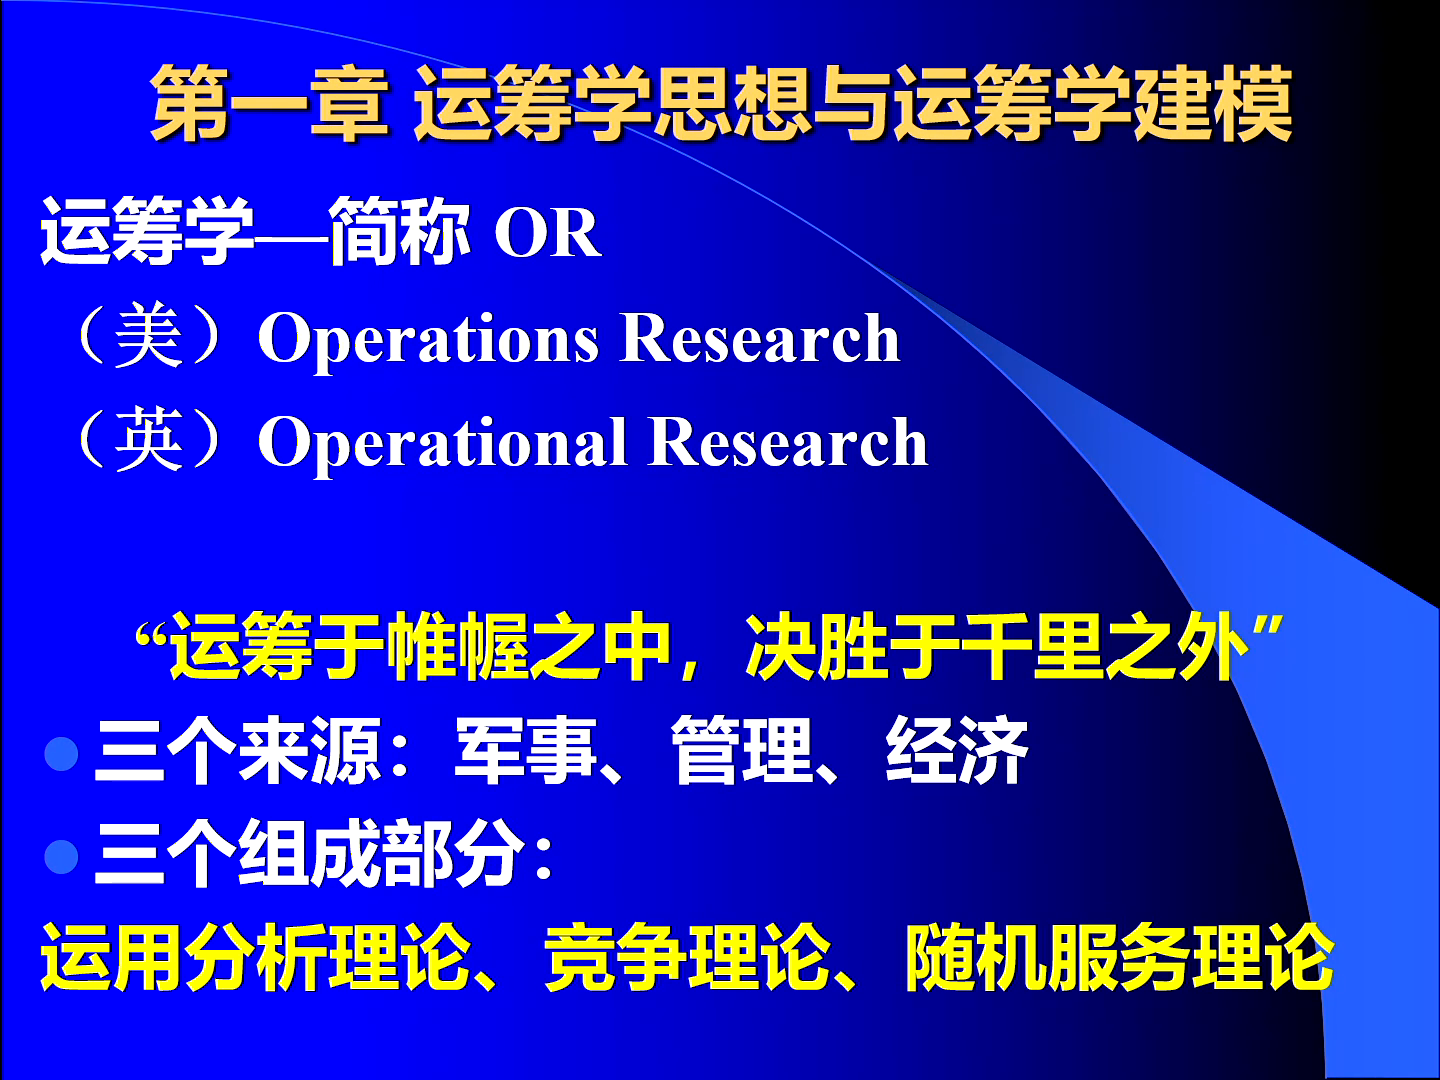 第一章 运筹学思想与运筹学建模
运筹学—简称 OR
（美）Operations Research
（英）Operational Research
“运筹于帷幄之中，决胜于千里之外”
三个来源：军事、管理、经济
三个组成部分：
运用分析理论、竞争理论、随机服务理论